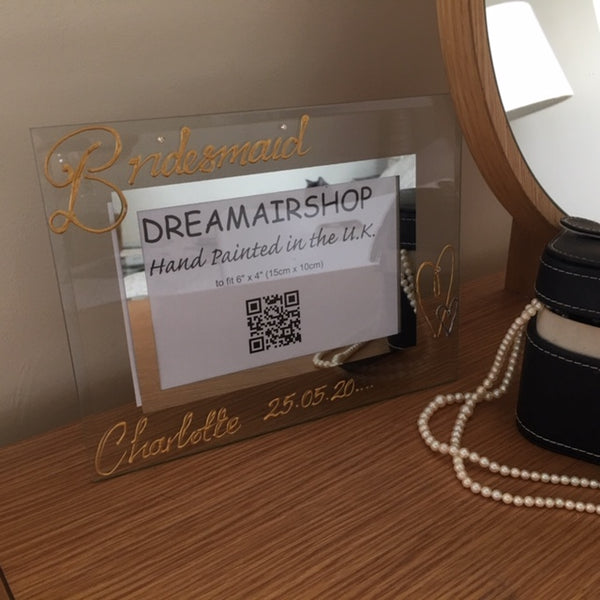 Bridesmaid
DREAMAIRSHOP
Hand Painted in the U.K.
to fit 6" x 4" (15cm x 10cm)
Charlotte 25.05.20....